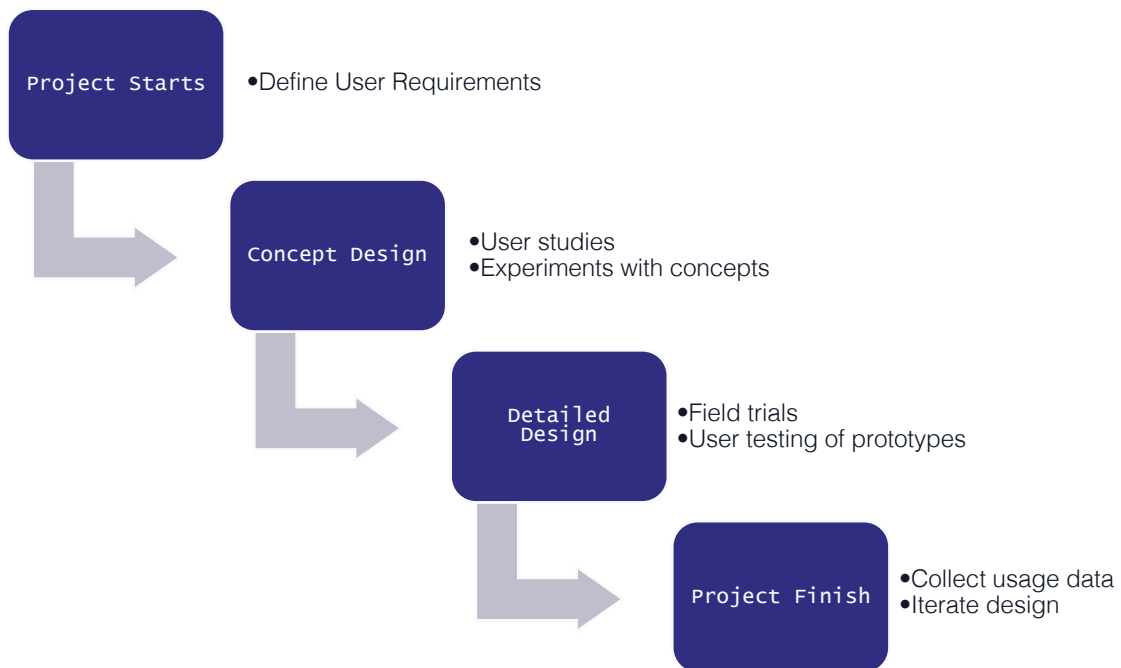 Project Starts
•Define User Requirements
Concept Design
•User studies
•Experiments with concepts
Detailed
Design
•Field trials
•User testing of prototypes
Project Finish
•Collect usage data
•Iterate design